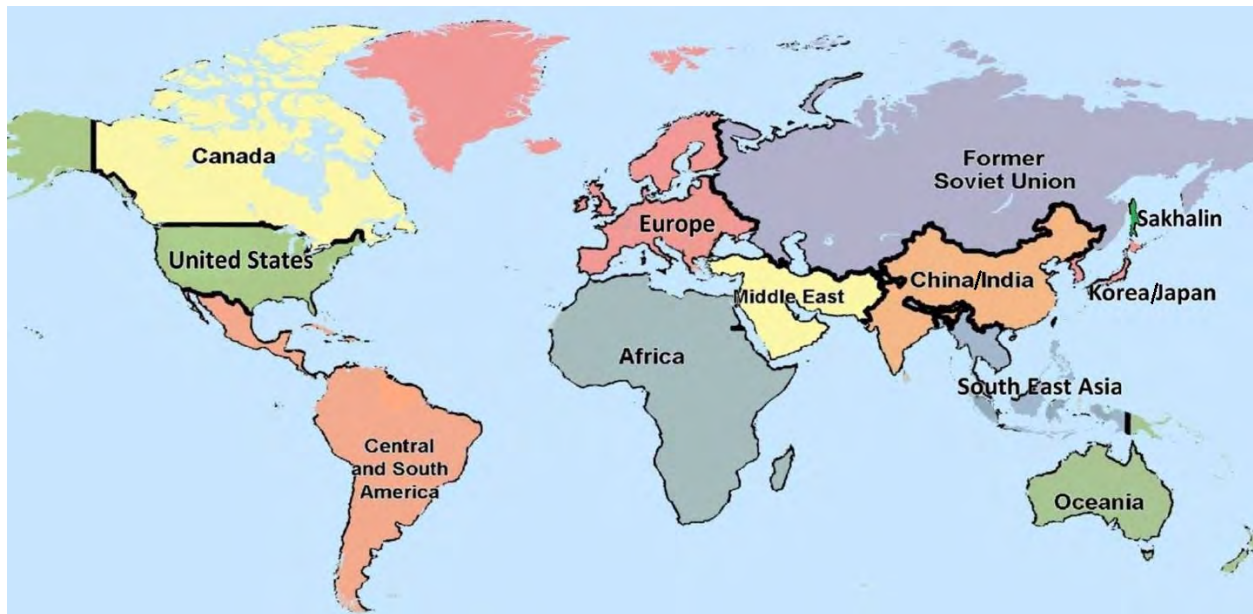 Canada
Former
Soviet Union
Sakhalin
Europe
United States
China/India
Middle East
Korea/Japan
Africa
South East Asia
Central
and South
America
Oceania